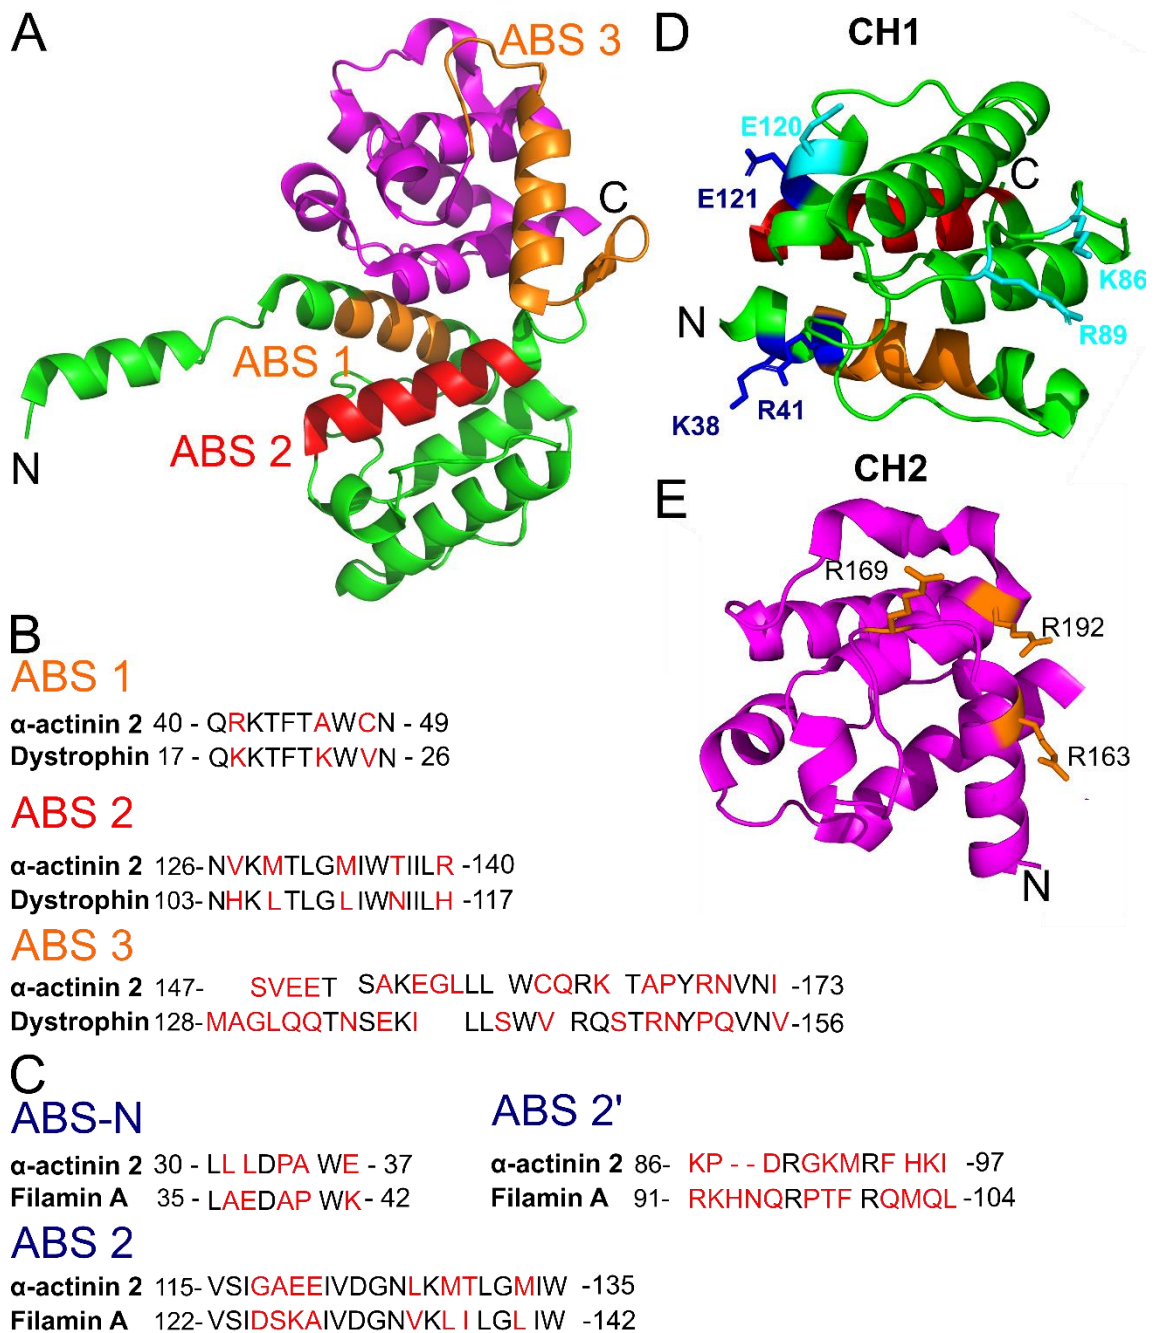 A
ABS 3
C
ABS 1
ABS 2
N
D
CH1
E120
E121
C
K86
R89
N
R41
K38
CH2
E
R169
R192
R163
N
B
ABS 1
α-actinin 2 40 - QRKTFTAWCN - 49
Dystrophin 17 - QKKTFTKWVN - 26
ABS 2
α-actinin 2 126- NVKMTLGMIWTIILR -140
Dystrophin 103- NHK LTLG L IWNIILH -117
ABS 3
α-actinin 2 147- SVEET SAKEGLLL WCQRK TAPYRNVNI -173
Dystrophin 128- MAGLQQTNSEKI LLSWV RQSTRNYPQVNV -156
C
ABS-N
α-actinin 2 30 - LL LDPA WE - 37
Filamin A 35 - LAEDAP WK - 42
ABS 2'
α-actinin 2 86- KP - - DRGKMRF HKI -97
Filamin A 91- RKHNQRPTF RQMQL -104
ABS 2
α-actinin 2 115- VSIGAEEIVDGNLKMTLGMIW -135
Filamin A 122- VSIDSKAIVDGNVKL I LGL IW -142